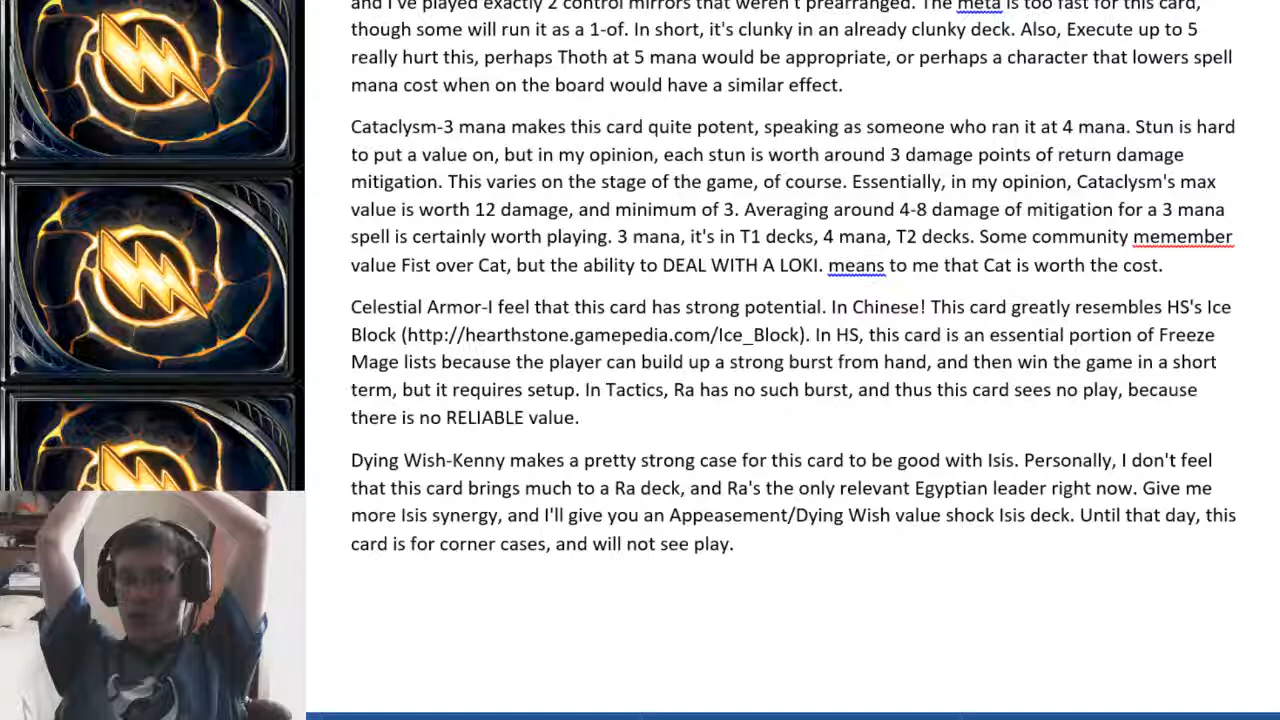 and I've played exactly 2 control mirrors that weren't prearranged. The meta is too fast for this card,
though some will run it as a 1-of. In short, it's clunky in an already clunky deck. Also, Execute up to 5
really hurt this, perhaps Thoth at 5 mana would be appropriate, or perhaps a character that lowers spell
mana cost when on the board would have a similar effect.
Cataclysm-3 mana makes this card quite potent, speaking as someone who ran it at 4 mana. Stun is hard
to put a value on, but in my opinion, each stun is worth around 3 damage points of return damage
mitigation. This varies on the stage of the game, of course. Essentially, in my opinion, Cataclysm's max
value is worth 12 damage, and minimum of 3. Averaging around 4-8 damage of mitigation for a 3 mana
spell is certainly worth playing. 3 mana, it's in T1 decks, 4 mana, T2 decks. Some community memember
value Fist over Cat, but the ability to DEAL WITH A LOKI. means to me that Cat is worth the cost.
Celestial Armor-I feel that this card has strong potential. In Chinese! This card greatly resembles HS's Ice
Block (http://hearthstone.gamepedia.com/Ice_Block). In HS, this card is an essential portion of Freeze
Mage lists because the player can build up a strong burst from hand, and then win the game in a short
term, but it requires setup. In Tactics, Ra has no such burst, and thus this card sees no play, because
there is no RELIABLE value.
Dying Wish-Kenny makes a pretty strong case for this card to be good with Isis. Personally, I don't feel
that this card brings much to a Ra deck, and Ra's the only relevant Egyptian leader right now. Give me
more Isis synergy, and I'll give you an Appeasement/Dying Wish value shock Isis deck. Until that day, this
card is for corner cases, and will not see play.